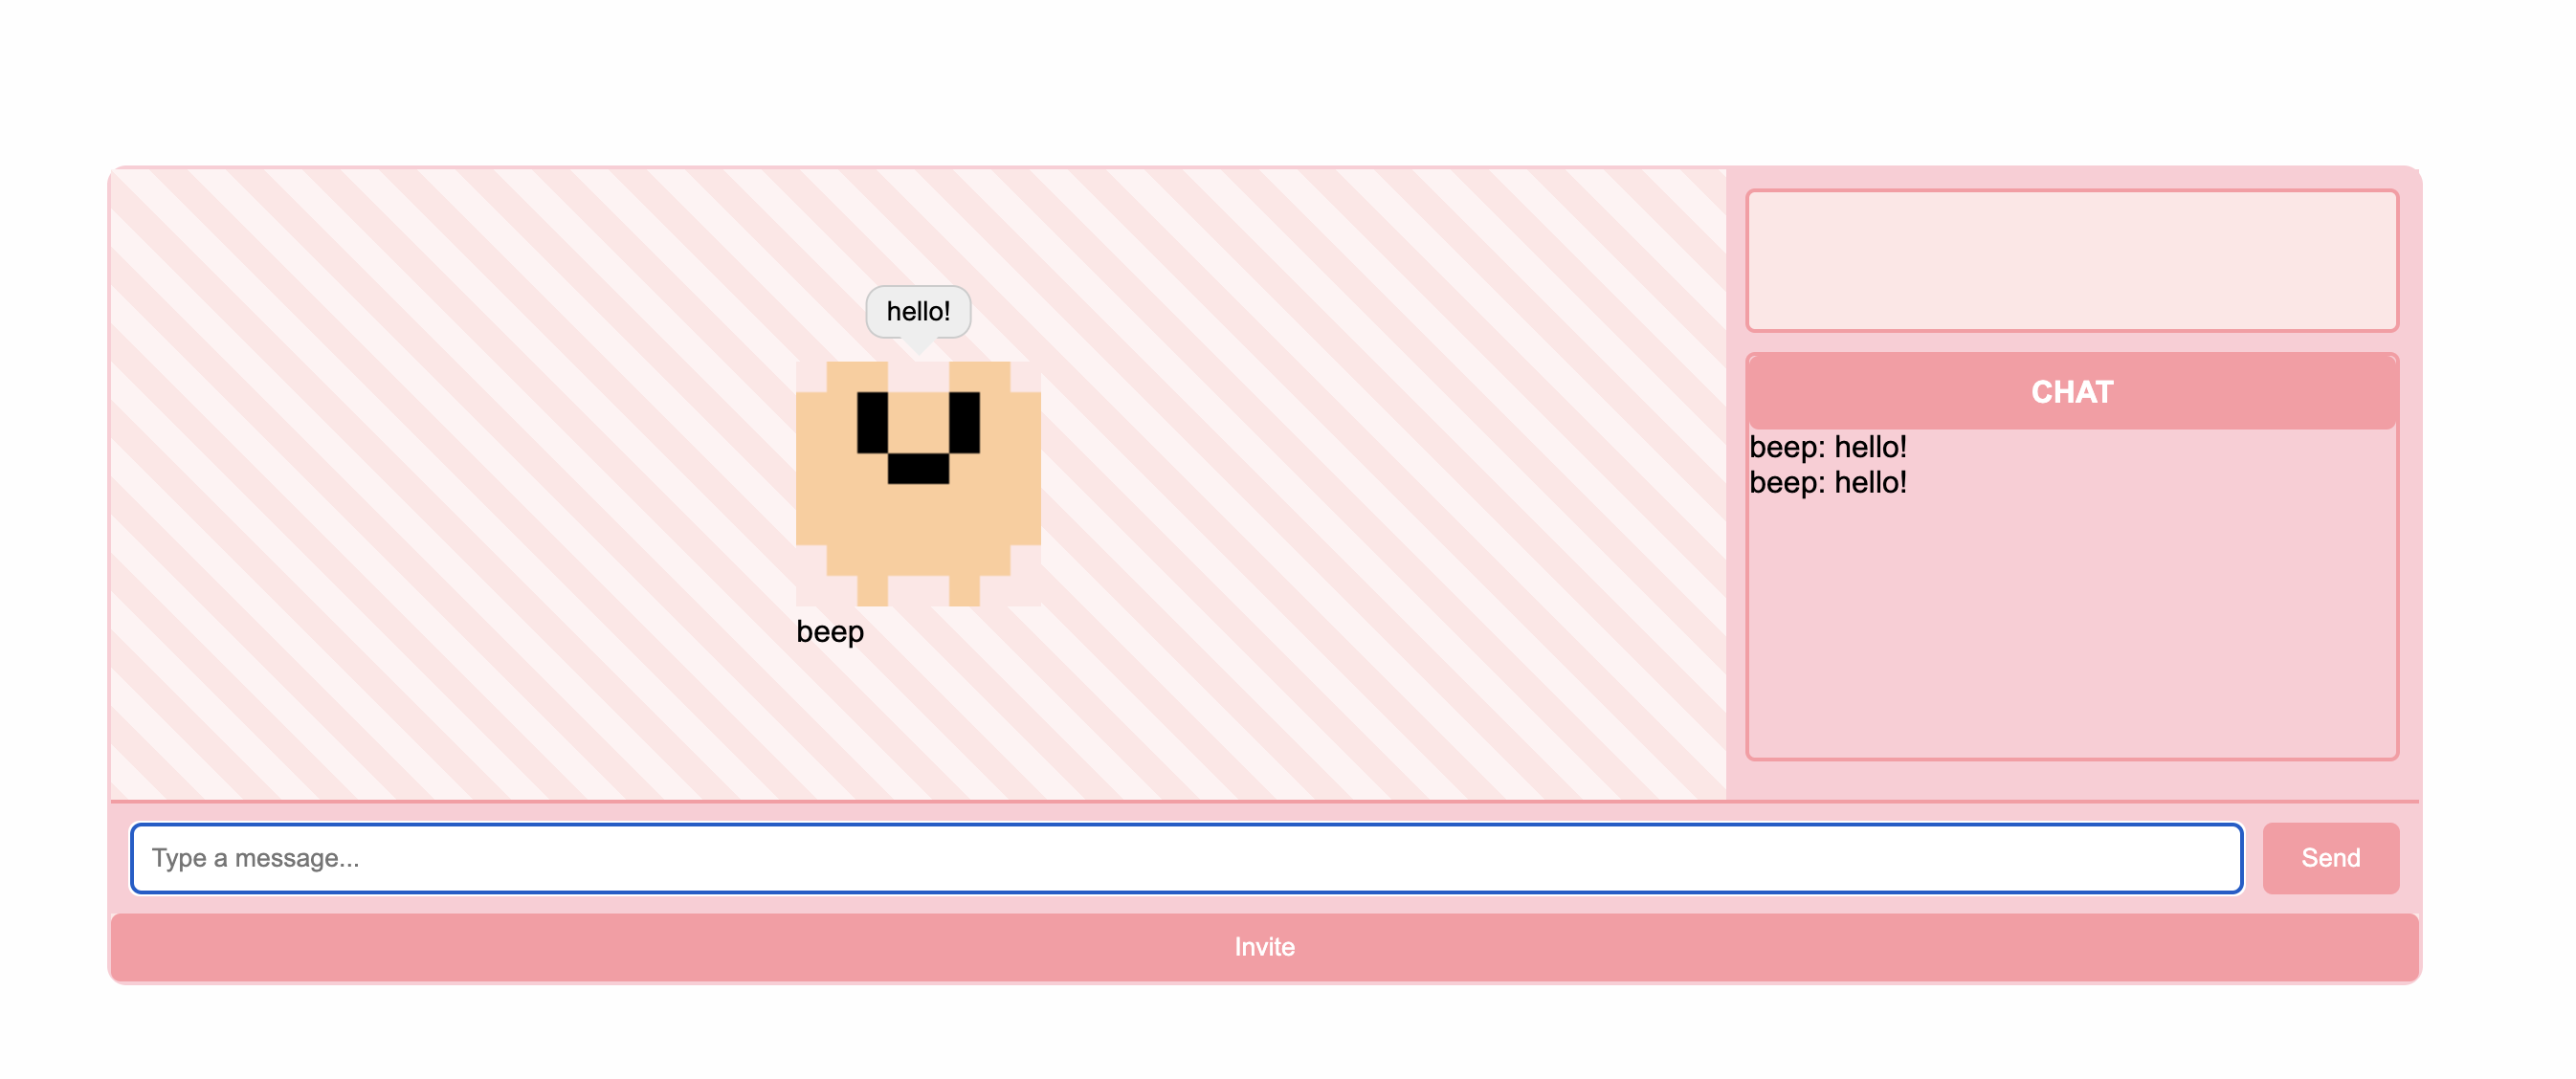 hello!
beep
CHAT
beep: hello!
beep: hello!
Type a message...
Send
Invite